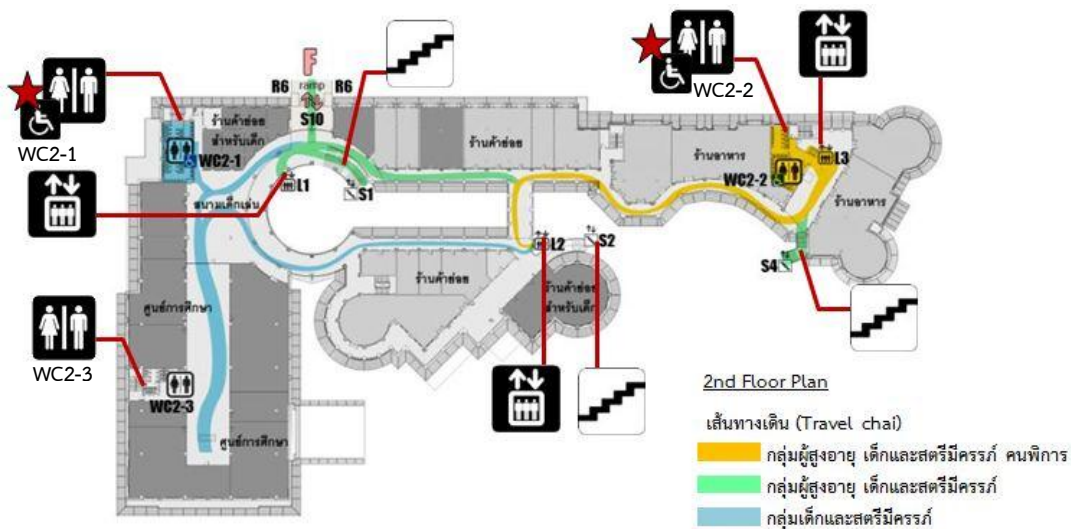 F
R6 ramp R6
S10
WC2-1
WC2-2
WC2-3
ร้านค้าย่อย
สำหรับเด็ก
ร้านค้าย่อย
ร้านอาหาร
WC2-1
L1
S1
L3
WC2-2
ร้านอาหาร
สนามเด็กเล่น
L2
S2
S4
ร้านค้าย่อย
ร้านค้าย่อย
สำหรับเด็ก
ศูนย์การศึกษา
WC2-3
ศูนย์การศึกษา
2nd Floor Plan
เส้นทางเดิน (Travel chai)
กลุ่มผู้สูงอายุ เด็กและสตรีมีครรภ์ คนพิการ
กลุ่มผู้สูงอายุ เด็กและสตรีมีครรภ์
กลุ่มเด็กและสตรีมีครรภ์